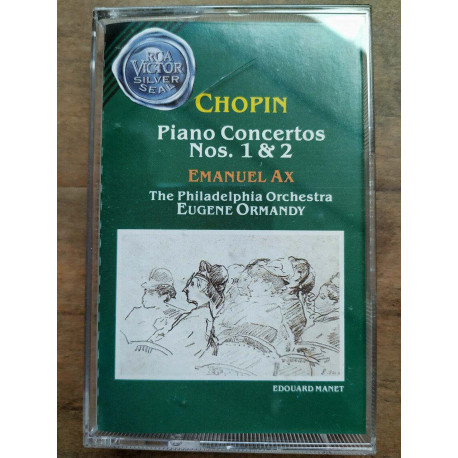 RCA
VICTOR
SILVER
SEAL
CHOPIN
Piano Concertos
Nos. 1 & 2
EMANUEL AX
The Philadelphia Orchestra
EUGENE ORMANDY
EDOUARD MANET